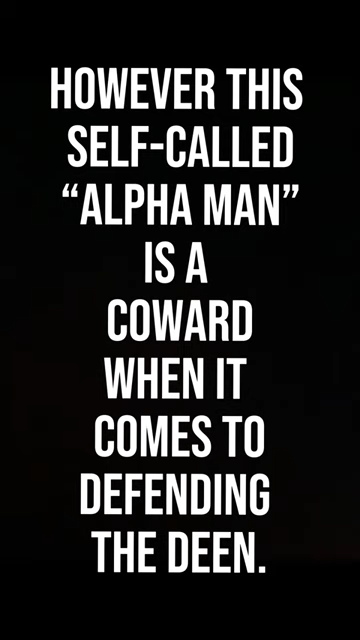 HOWEVER THIS
SELF-CALLED
“ALPHA MAN”
IS A
COWARD
WHEN IT
COMES TO
DEFENDING
THE DEEN.